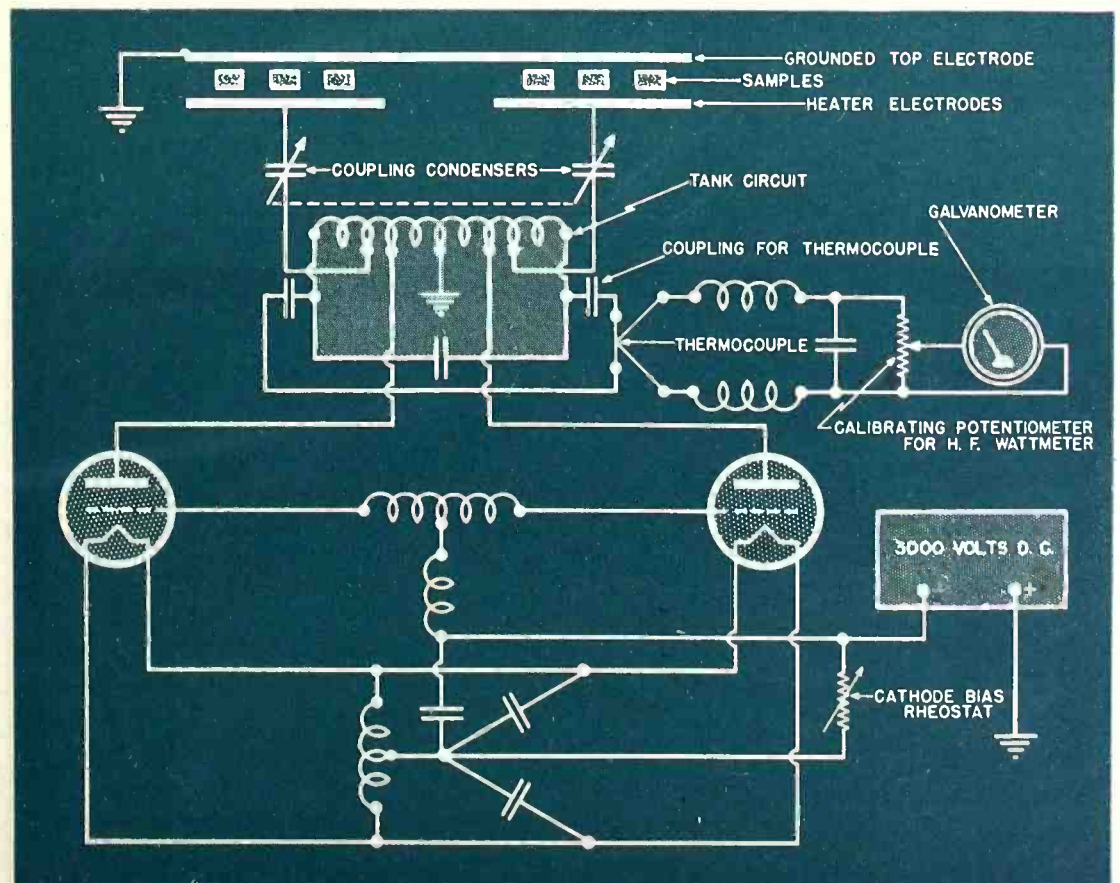 GROUNDED TOP ELECTRODE
SAMPLES
HEATER ELECTRODES
COUPLING CONDENSERS
TANK CIRCUIT
GALVANOMETER
COUPLING FOR THERMOCOUPLE
THERMOCOUPLE
CALIBRATING POTENTIOMETER
FOR H. F. WATTMETER
3000 VOLTS D. C.
- +
CATHODE BIAS
RHEOSTAT